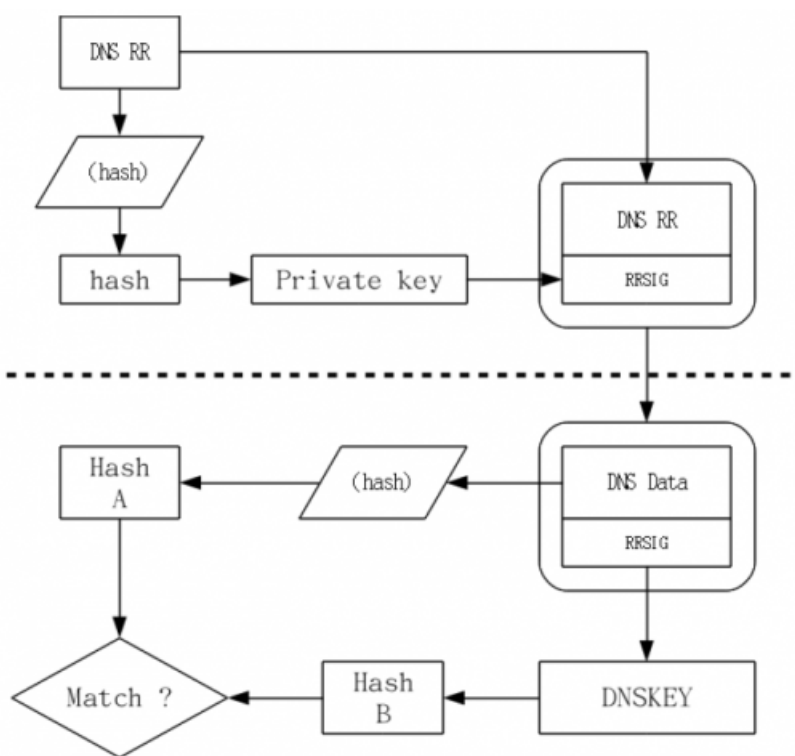 DNS RR
(hash)
DNS RR
hash
Private key
RRSIG
Hash
A
(hash)
DNS Data
RRSIG
Match ?
Hash
B
DNSKEY